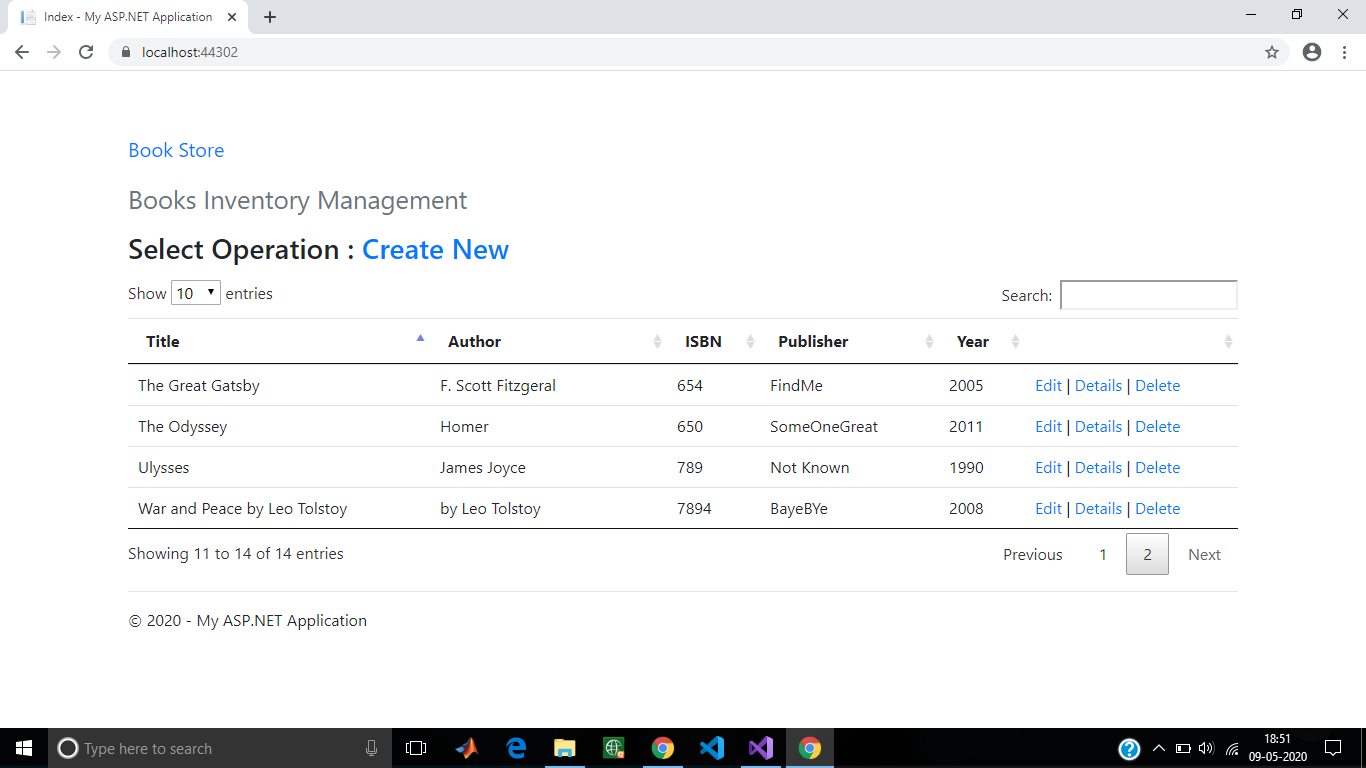 Index - My ASP.NET Application
localhost:44302
Book Store
Books Inventory Management
Select Operation : Create New
Show 10 entries
Search:
Title Author ISBN Publisher Year
The Great Gatsby F. Scott Fitzgeral 654 FindMe 2005 Edit | Details | Delete
The Odyssey Homer 650 SomeOneGreat 2011 Edit | Details | Delete
Ulysses James Joyce 789 Not Known 1990 Edit | Details | Delete
War and Peace by Leo Tolstoy by Leo Tolstoy 7894 BayeBYe 2008 Edit | Details | Delete
Showing 11 to 14 of 14 entries
Previous 1 2 Next
© 2020 - My ASP.NET Application
Type here to search
18:51
09-05-2020